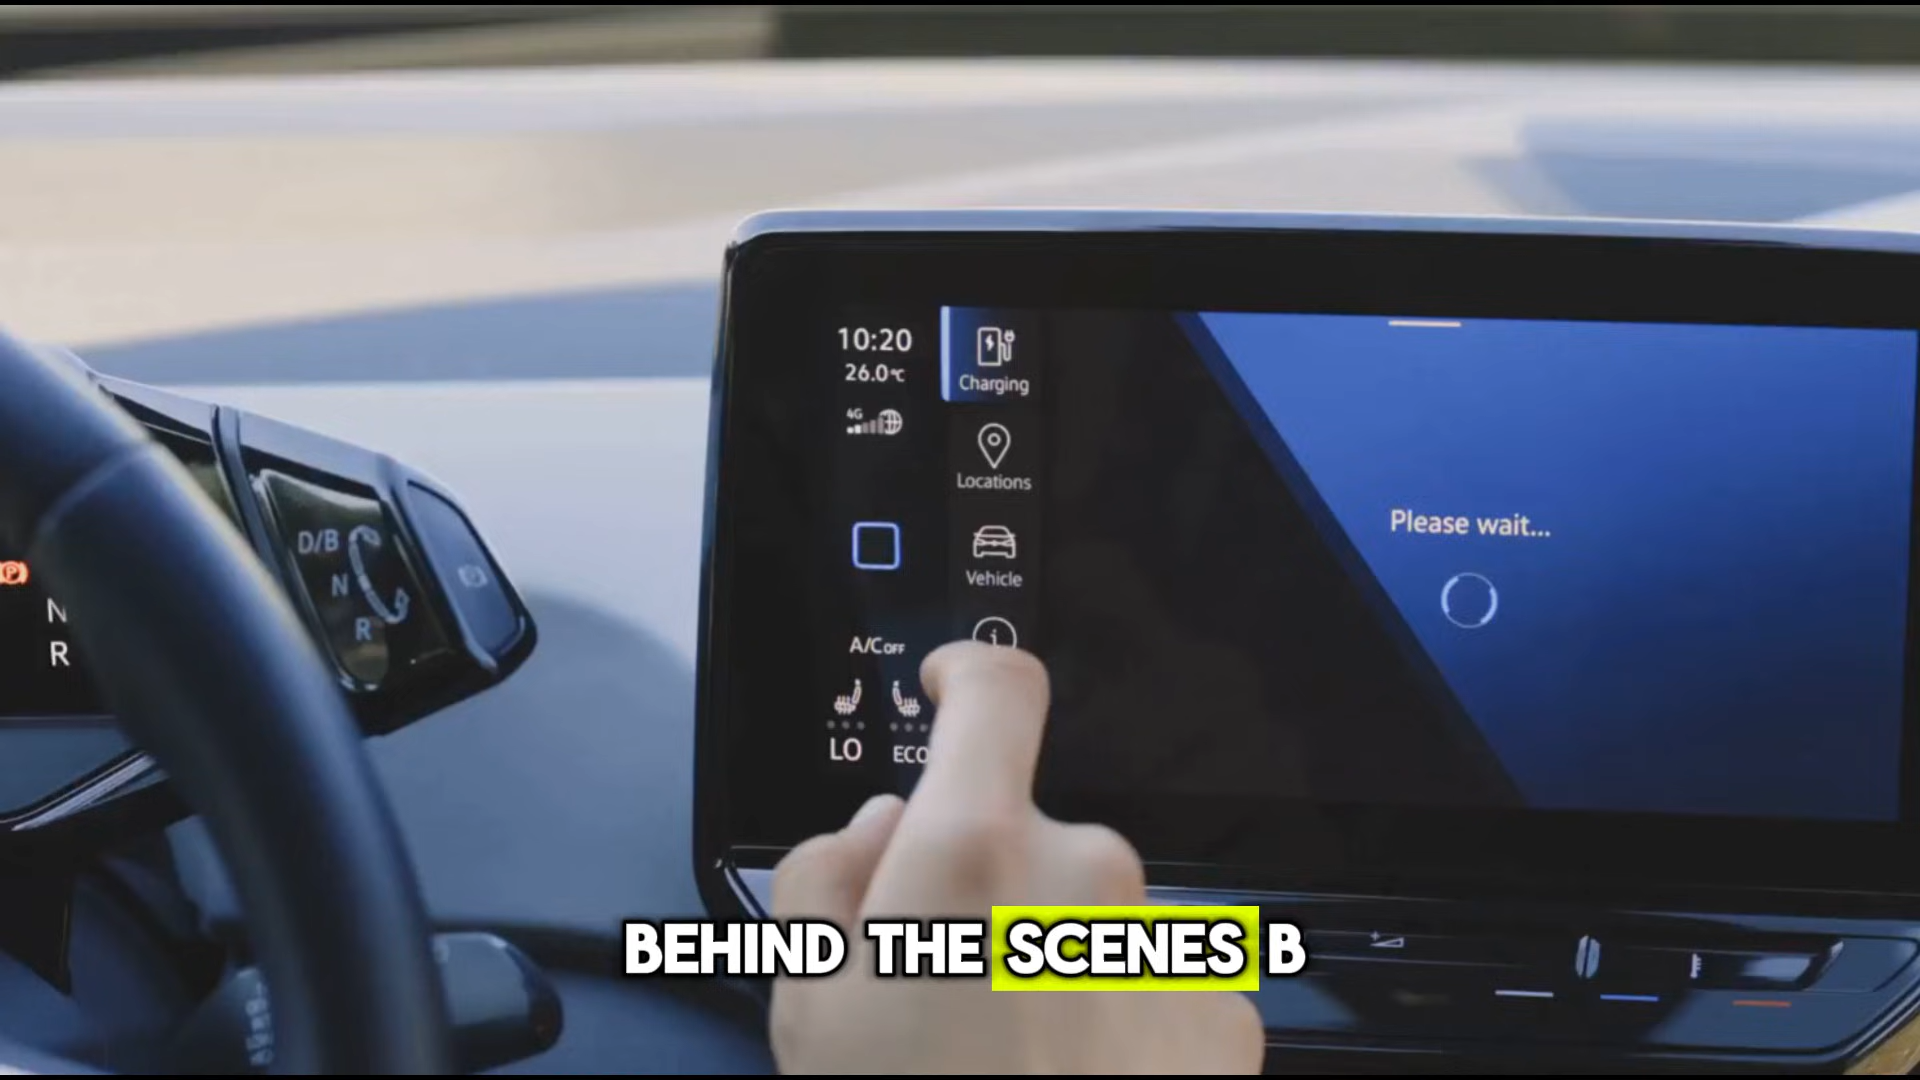 10:20
26.0°C
4G
Charging
Locations
Vehicle
Please wait...
A/C OFF
LO
ECO
D/B
N
R
P
N
R
BEHIND THE SCENES B